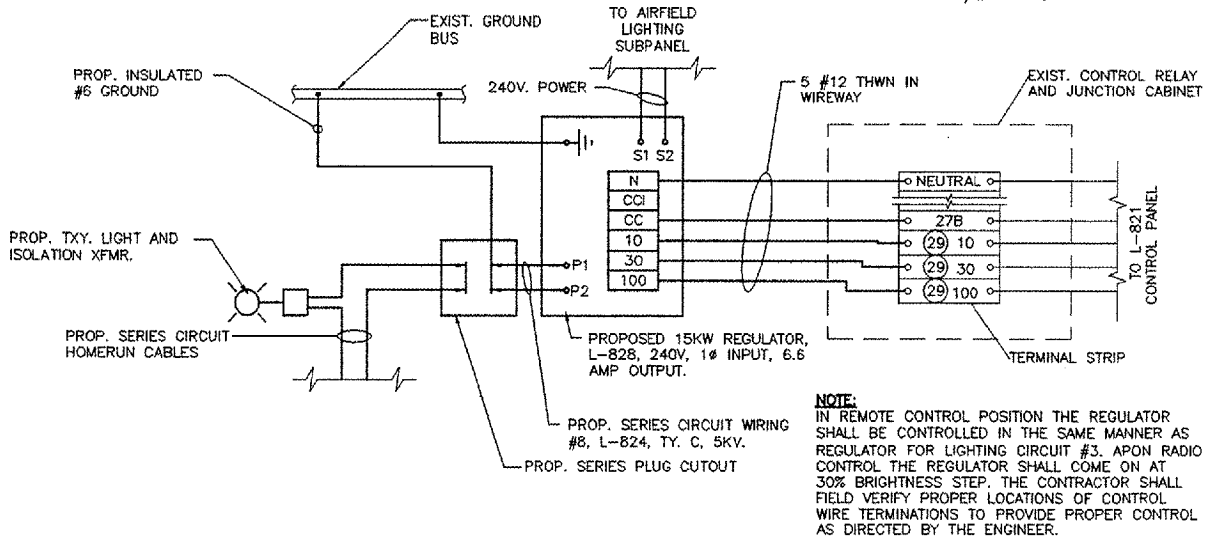 TO AIRFIELD
LIGHTING
SUBPANEL
EXIST. GROUND
BUS
PROP. INSULATED
#6 GROUND
240V. POWER
5 #12 THWN IN
WIREWAY
EXIST. CONTROL RELAY
AND JUNCTION CABINET
S1 S2
N
CCI
CC
10
30
100
NEUTRAL
27B
29 10
29 30
29 100
TO L-821
CONTROL PANEL
PROP. TXY. LIGHT AND
ISOLATION XFMR.
P1
P2
PROP. SERIES CIRCUIT
HOMERUN CABLES
PROPOSED 15KW REGULATOR,
L-828, 240V, 1ø INPUT, 6.6
AMP OUTPUT.
TERMINAL STRIP
PROP. SERIES CIRCUIT WIRING
#8, L-824, TY. C, 5KV.
PROP. SERIES PLUG CUTOUT
NOTE:
IN REMOTE CONTROL POSITION THE REGULATOR
SHALL BE CONTROLLED IN THE SAME MANNER AS
REGULATOR FOR LIGHTING CIRCUIT #3. APON RADIO
CONTROL THE REGULATOR SHALL COME ON AT
30% BRIGHTNESS STEP. THE CONTRACTOR SHALL
FIELD VERIFY PROPER LOCATIONS OF CONTROL
WIRE TERMINATIONS TO PROVIDE PROPER CONTROL
AS DIRECTED BY THE ENGINEER.